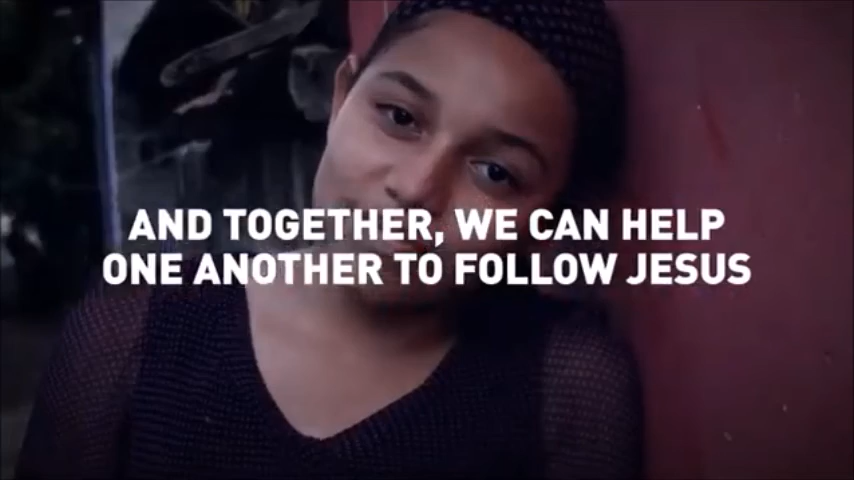 AND TOGETHER, WE CAN HELP
ONE ANOTHER TO FOLLOW JESUS